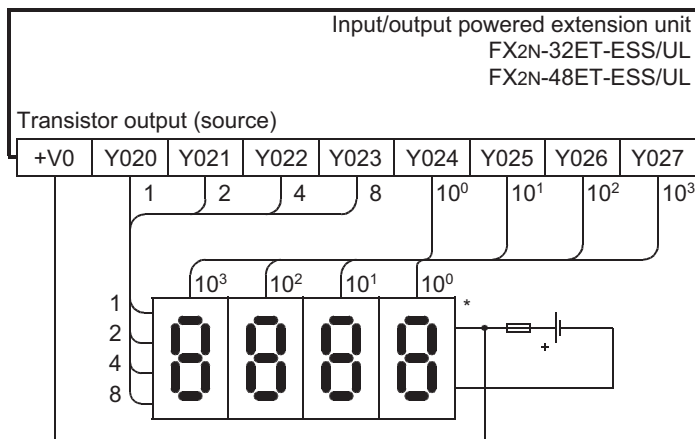 Input/output powered extension unit
FX2N-32ET-ESS/UL
FX2N-48ET-ESS/UL
Transistor output (source)
+V0 Y020 Y021 Y022 Y023 Y024 Y025 Y026 Y027
1 2 4 8 10⁰ 10¹ 10² 10³
10³ 10² 10¹ 10⁰
1
*
2
+
4
8